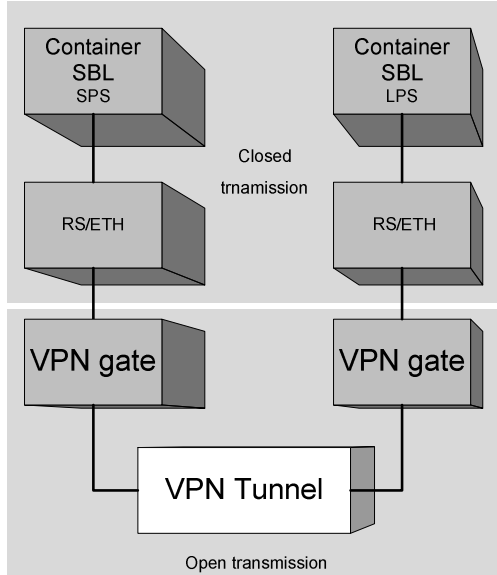 Container
SBL
SPS
Container
SBL
LPS
Closed
trnamission
RS/ETH
RS/ETH
VPN gate
VPN gate
VPN Tunnel
Open transmission